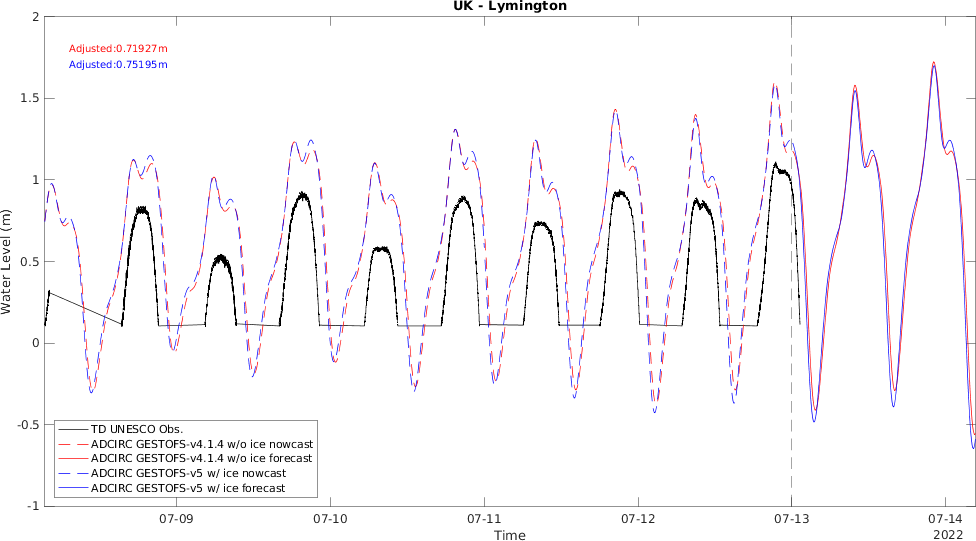 UK - Lymington
2
1.5
1
0.5
0
-0.5
-1
Water Level (m)
Adjusted:0.71927m
Adjusted:0.75195m
TD UNESCO Obs.
ADCIRC GESTOFS-v4.1.4 w/o ice nowcast
ADCIRC GESTOFS-v4.1.4 w/o ice forecast
ADCIRC GESTOFS-v5 w/ ice nowcast
ADCIRC GESTOFS-v5 w/ ice forecast
07-09 07-10 07-11 07-12 07-13 07-14
Time
2022